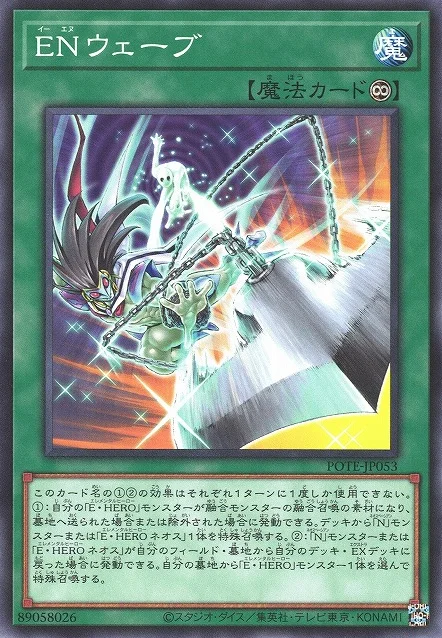 ENウェーブ
イー エヌ
魔
【魔法カード♾】
まほう
POTE-JP053
このカード名の①②の効果はそれぞれ1ターンに1度しか使用できない。
①:自分の「E・HERO」モンスターが融合モンスターの融合召喚の素材になり、
墓地へ送られた場合または除外された場合に発動できる。デッキから「N」モン
スターまたは「E・HERO ネオス」1体を特殊召喚する。②:「N」モンスター
または「E・HERO ネオス」が自分のフィールド・墓地から自分のデッキ・EXデッキに
戻った場合に発動できる。自分の墓地から「E・HERO」モンスター1体を選んで
特殊召喚する。
89058026
©スタジオ・ダイス/集英社・テレビ東京・KONAMI